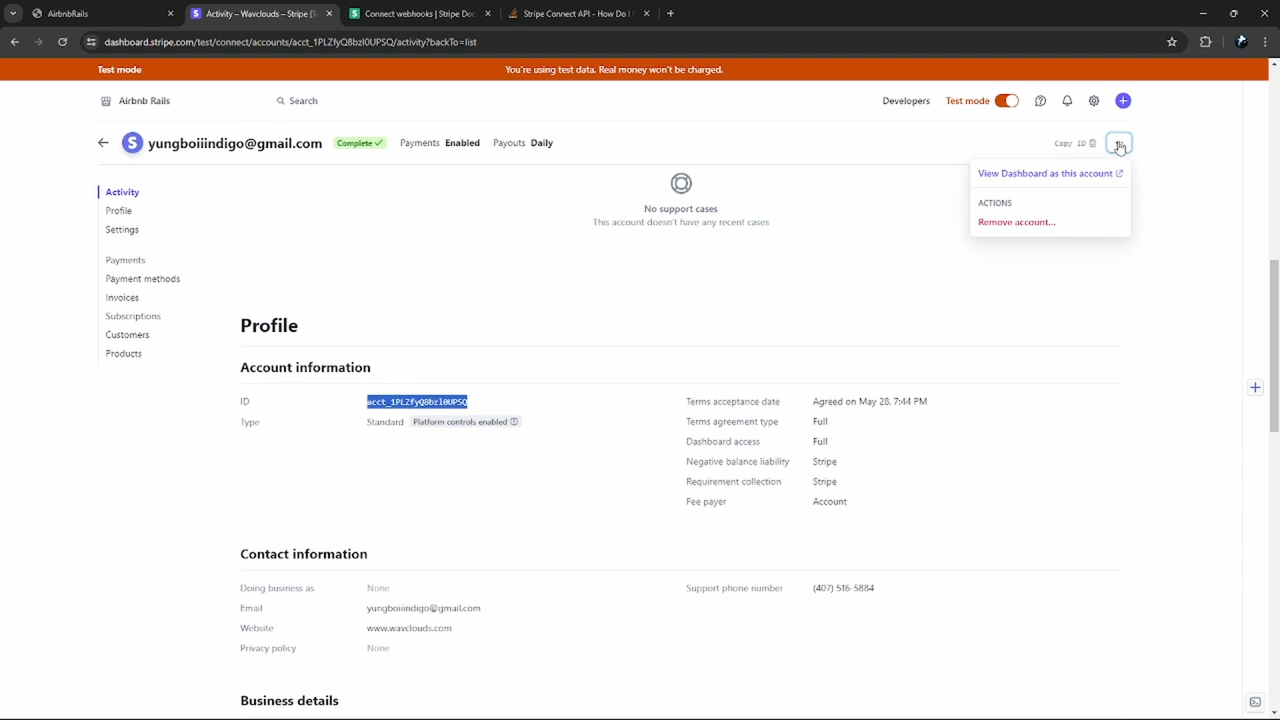 AirbnbRails
Activity – Wavclouds – Stripe [T
Connect webhooks | Stripe Doc
Stripe Connect API - How Do I
dashboard.stripe.com/test/connect/accounts/acct_1PLZfyQ8bzl0UPSQ/activity?backTo=list
Test mode
You're using test data. Real money won't be charged.
Airbnb Rails
Search
Developers
Test mode
yungboiiindigo@gmail.com
Complete
Payments Enabled
Payouts Daily
Copy ID
View Dashboard as this account
ACTIONS
Remove account...
Activity
Profile
Settings
Payments
Payment methods
Invoices
Subscriptions
Customers
Products
No support cases
This account doesn't have any recent cases
Profile
Account information
ID acct_1PLZfyQ8bzl0UPSQ
Type Standard Platform controls enabled
Terms acceptance date Agreed on May 28, 7:44 PM
Terms agreement type Full
Dashboard access Full
Negative balance liability Stripe
Requirement collection Stripe
Fee payer Account
Contact information
Doing business as None
Email yungboiiindigo@gmail.com
Website www.wavclouds.com
Privacy policy None
Support phone number (407) 516-5884
Business details